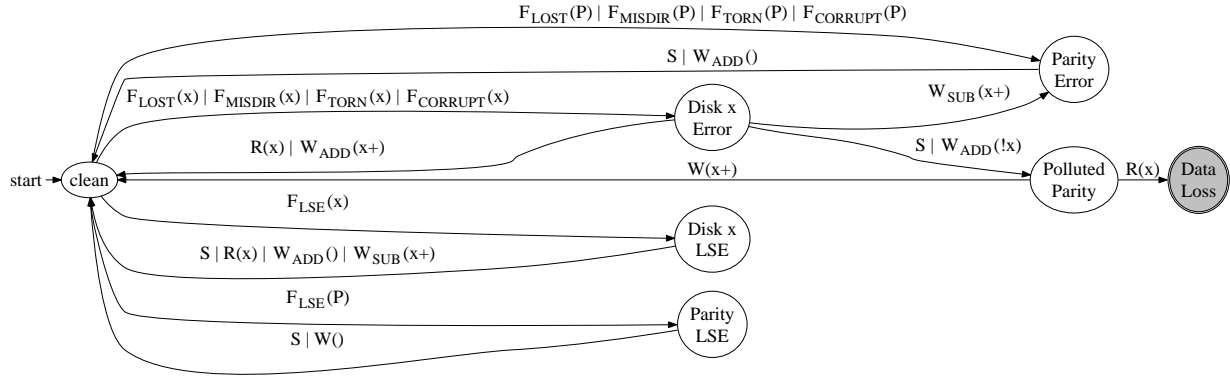 F_LOST(P) | F_MISDIR(P) | F_TORN(P) | F_CORRUPT(P)
S | W_ADD()
Parity
Error
F_LOST(x) | F_MISDIR(x) | F_TORN(x) | F_CORRUPT(x)
W_SUB(x+)
Disk x
Error
R(x) | W_ADD(x+)
S | W_ADD(!x)
start
clean
W(x+)
Polluted
Parity
R(x)
Data
Loss
F_LSE(x)
Disk x
LSE
S | R(x) | W_ADD() | W_SUB(x+)
F_LSE(P)
Parity
LSE
S | W()